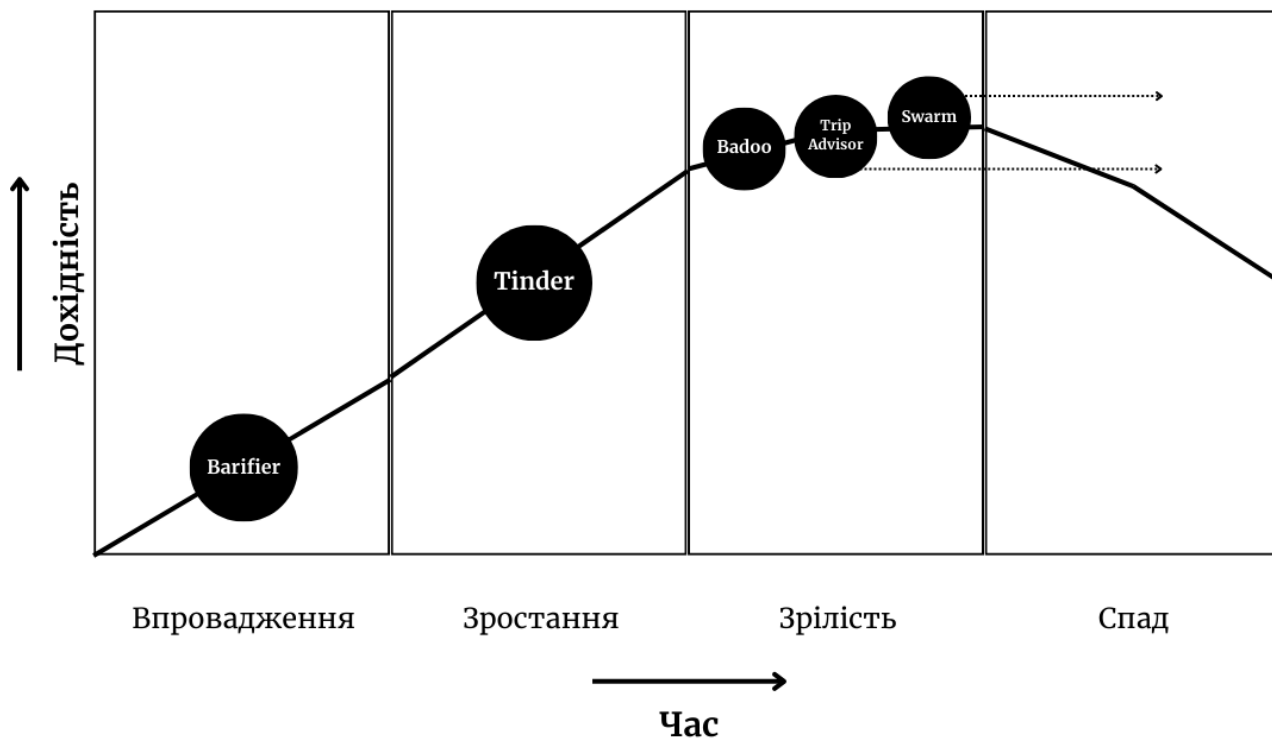 Дохідність
Barifier
Tinder
Badoo
Trip
Advisor
Swarm
Впровадження
Зростання
Зрілість
Спад
Час